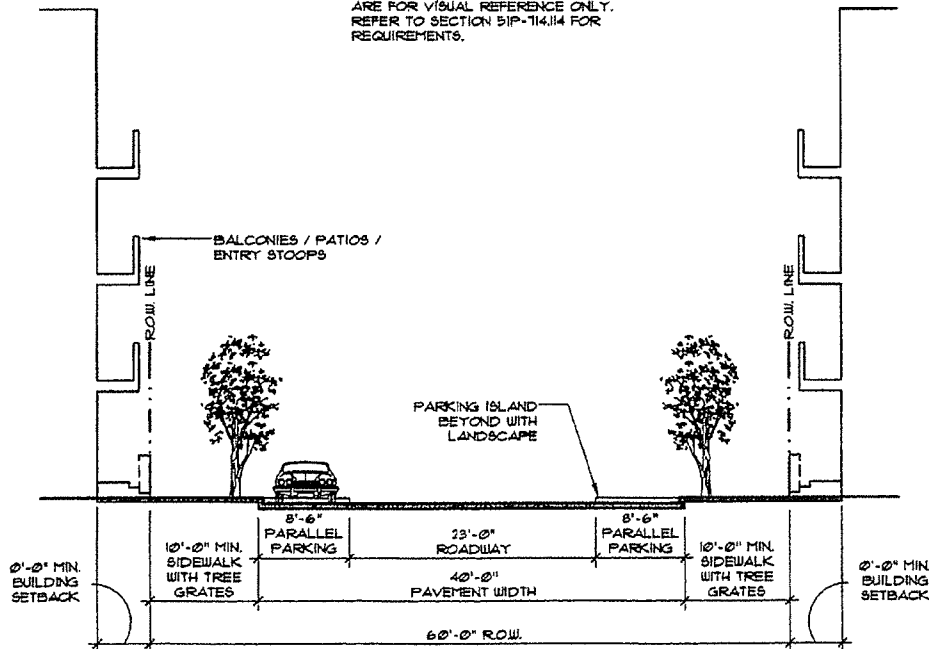 ARE FOR VISUAL REFERENCE ONLY.
REFER TO SECTION 51P-714.114 FOR
REQUIREMENTS.
BALCONIES / PATIOS /
ENTRY STOOPS
R.O.W. LINE
R.O.W. LINE
PARKING ISLAND
BEYOND WITH
LANDSCAPE
8'-6"
PARALLEL
PARKING
23'-0"
ROADWAY
8'-6"
PARALLEL
PARKING
10'-0" MIN.
SIDEWALK
WITH TREE
GRATES
40'-0"
PAVEMENT WIDTH
10'-0" MIN.
SIDEWALK
WITH TREE
GRATES
0'-0" MIN.
BUILDING
SETBACK
0'-0" MIN.
BUILDING
SETBACK
60'-0" R.O.W.